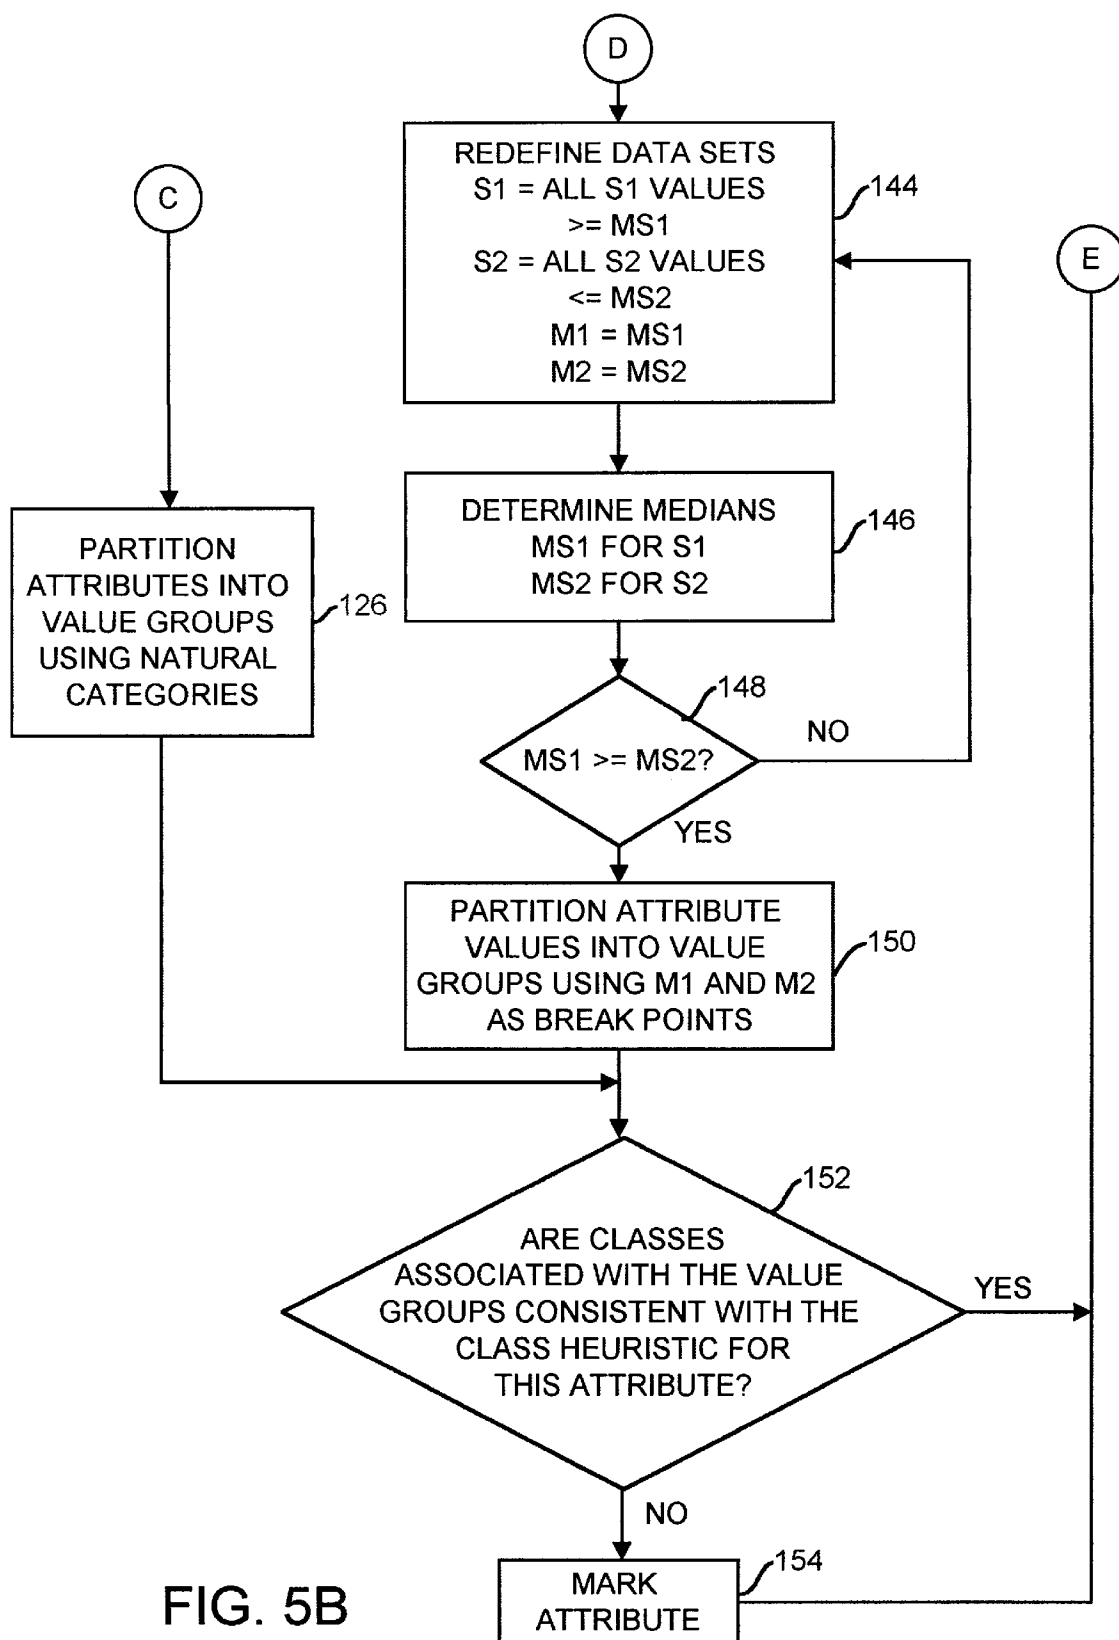 D
REDEFINE DATA SETS
S1 = ALL S1 VALUES
>= MS1
S2 = ALL S2 VALUES
<= MS2
M1 = MS1
M2 = MS2
144
C
E
DETERMINE MEDIANS
MS1 FOR S1
MS2 FOR S2
146
PARTITION
ATTRIBUTES INTO
VALUE GROUPS
USING NATURAL
CATEGORIES
126
148
MS1 >= MS2?
NO
YES
PARTITION ATTRIBUTE
VALUES INTO VALUE
GROUPS USING M1 AND M2
AS BREAK POINTS
150
152
ARE CLASSES
ASSOCIATED WITH THE VALUE
GROUPS CONSISTENT WITH THE
CLASS HEURISTIC FOR
THIS ATTRIBUTE?
YES
NO
MARK
ATTRIBUTE
154
FIG. 5B